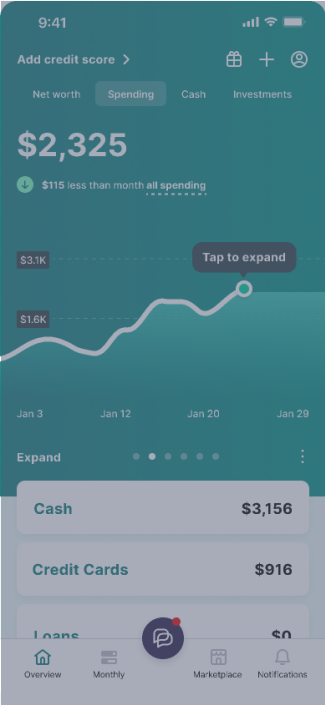 9:41
Add credit score
Net worth Spending Cash Investments
$2,325
$115 less than month all spending
Tap to expand
$3.1K
$1.6K
Jan 3 Jan 12 Jan 20 Jan 29
Expand
Cash $3,156
Credit Cards $916
Loans $0
Overview Monthly Marketplace Notifications